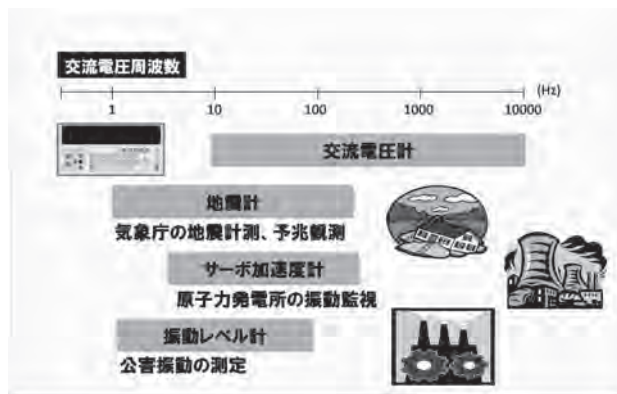 交流電圧周波数
(Hz)
1 10 100 1000 10000
交流電圧計
地震計
気象庁の地震計測、予兆観測
サーボ加速度計
原子力発電所の振動監視
振動レベル計
公害振動の測定